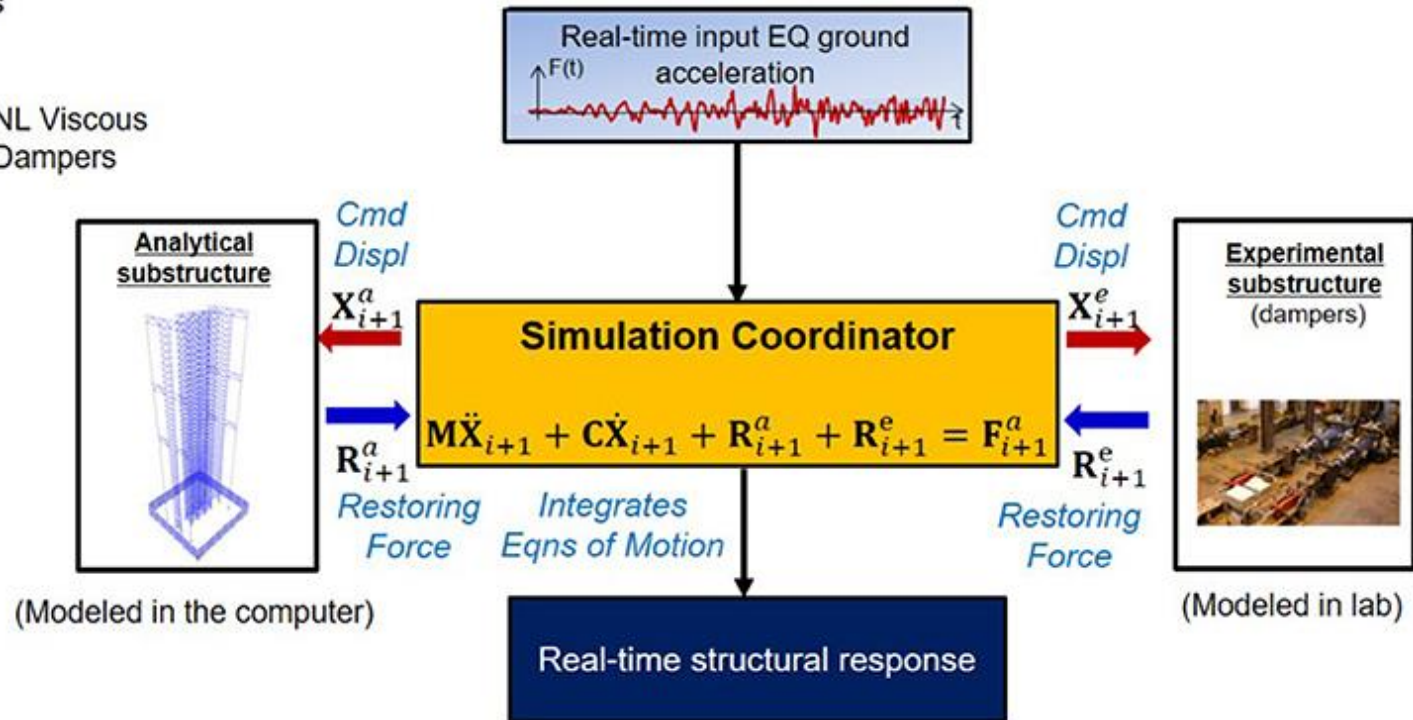 s
NL Viscous
Dampers
Real-time input EQ ground
acceleration
F(t)
t
Analytical
substructure
(Modeled in the computer)
Cmd
Displ
X^a_{i+1}
R^a_{i+1}
Restoring
Force
Simulation Coordinator
MẌ_{i+1} + CẊ_{i+1} + R^a_{i+1} + R^e_{i+1} = F^a_{i+1}
Integrates
Eqns of Motion
Cmd
Displ
X^e_{i+1}
R^e_{i+1}
Restoring
Force
Experimental
substructure
(dampers)
(Modeled in lab)
Real-time structural response